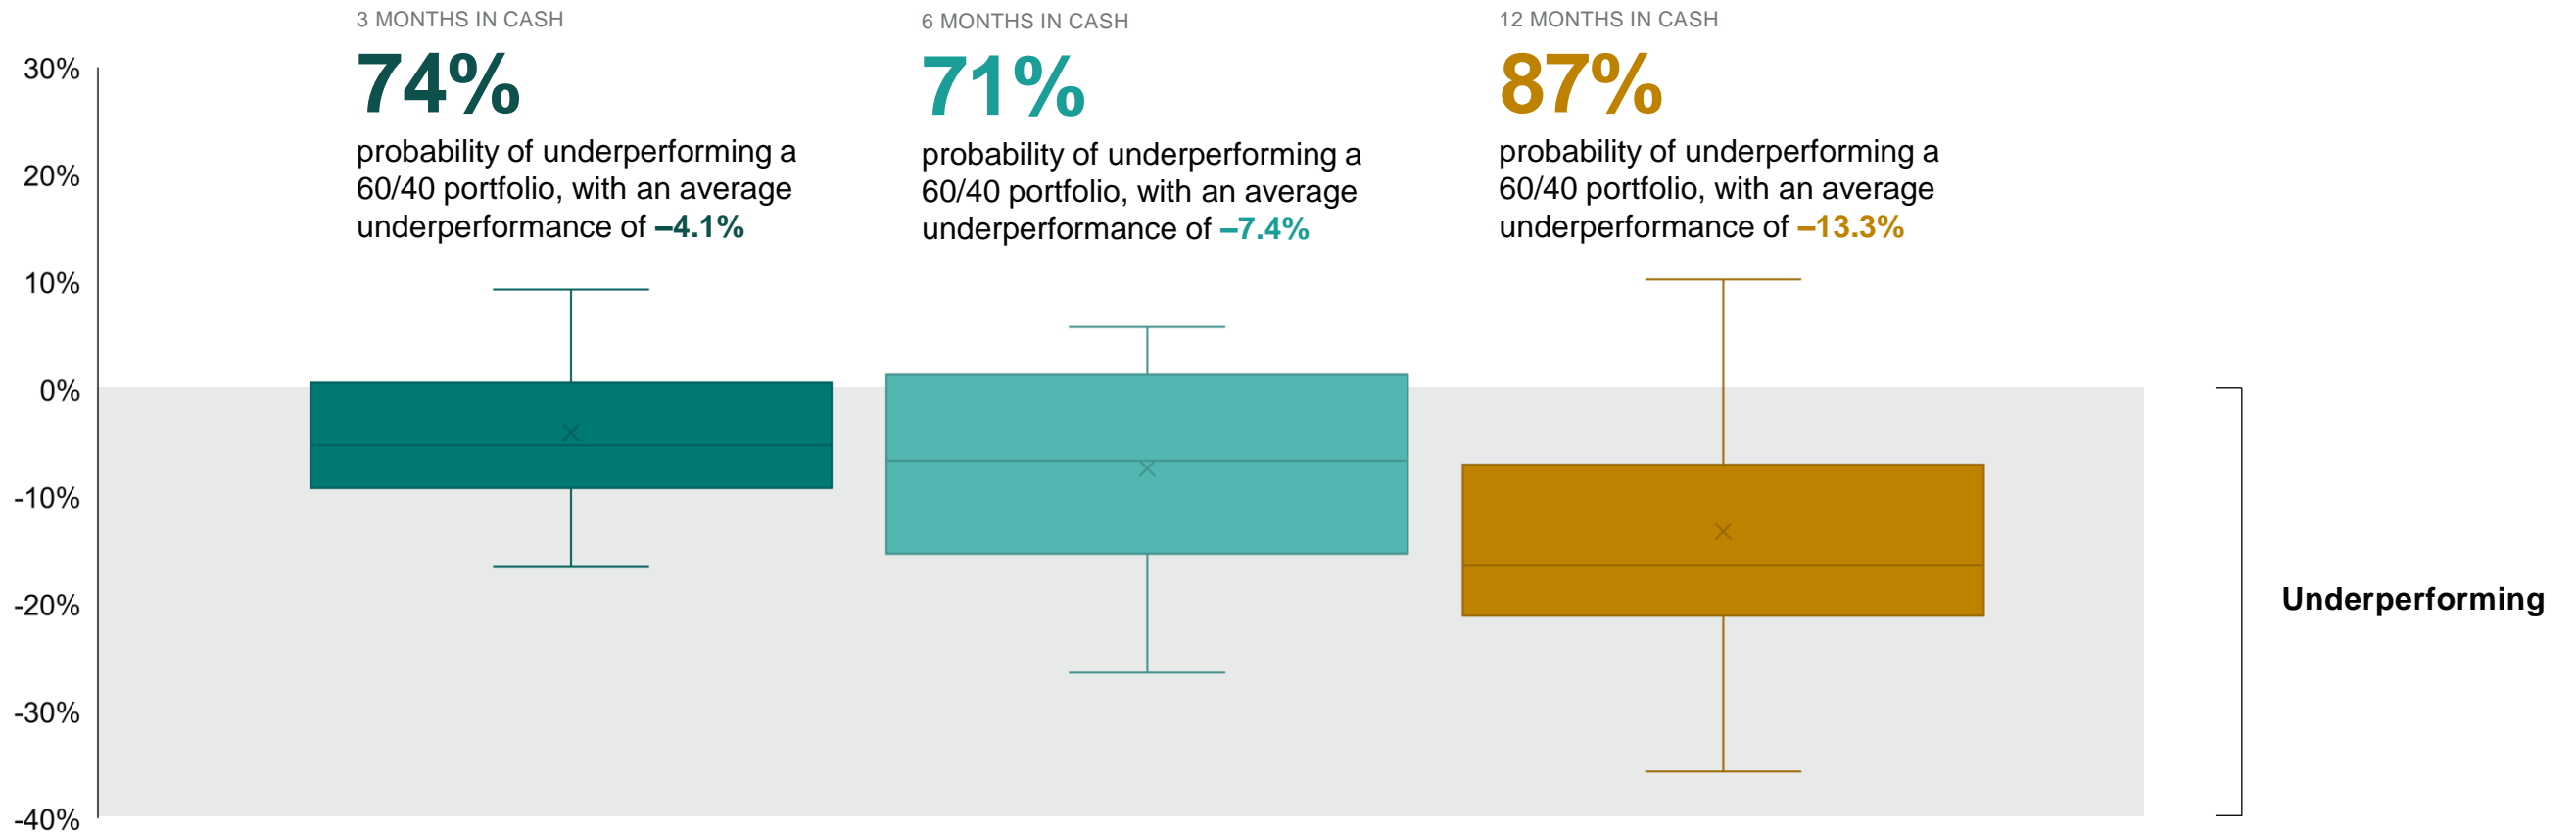 3 MONTHS IN CASH
74%
probability of underperforming a
60/40 portfolio, with an average
underperformance of –4.1%
6 MONTHS IN CASH
71%
probability of underperforming a
60/40 portfolio, with an average
underperformance of –7.4%
12 MONTHS IN CASH
87%
probability of underperforming a
60/40 portfolio, with an average
underperformance of –13.3%
30%
20%
10%
0%
-10%
-20%
-30%
-40%
Underperforming